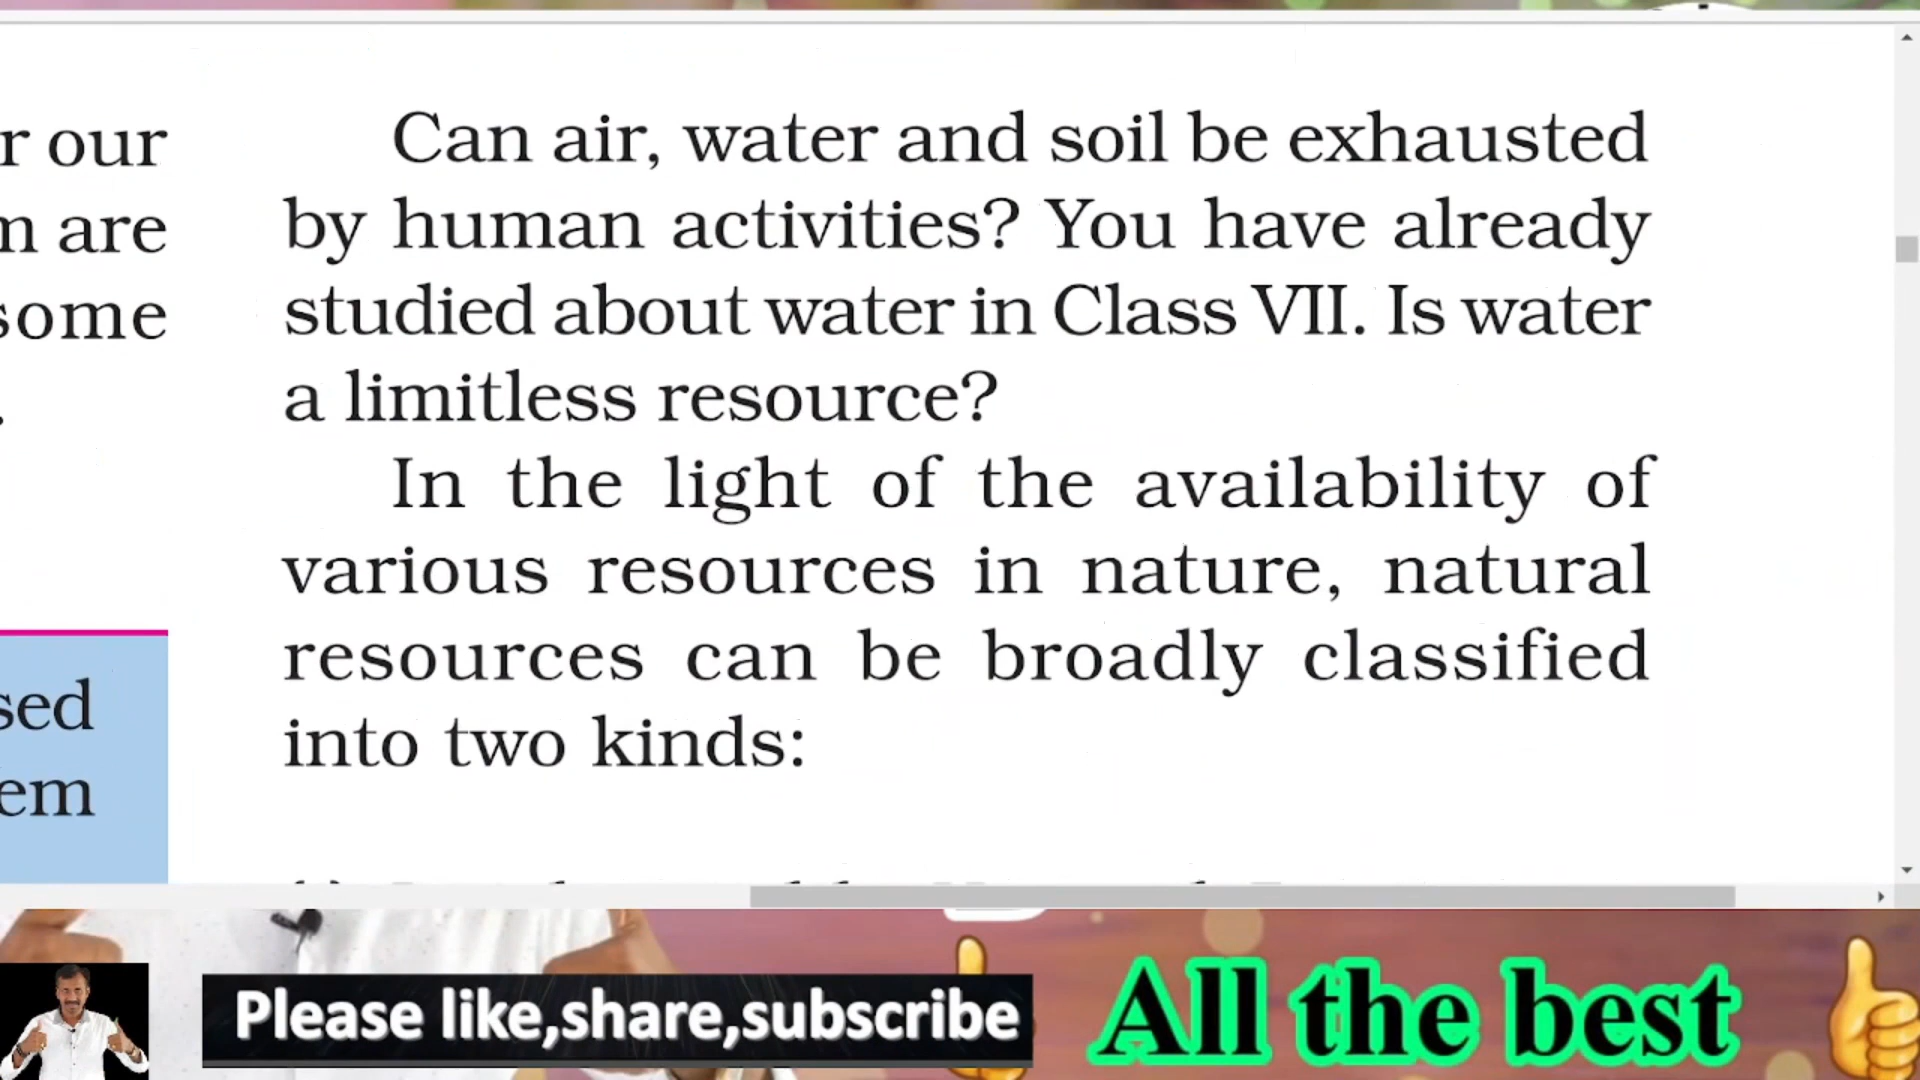 r our
m are
some
.
sed
em
Can air, water and soil be exhausted
by human activities? You have already
studied about water in Class VII. Is water
a limitless resource?
In the light of the availability of
various resources in nature, natural
resources can be broadly classified
into two kinds:
Please like,share,subscribe
All the best